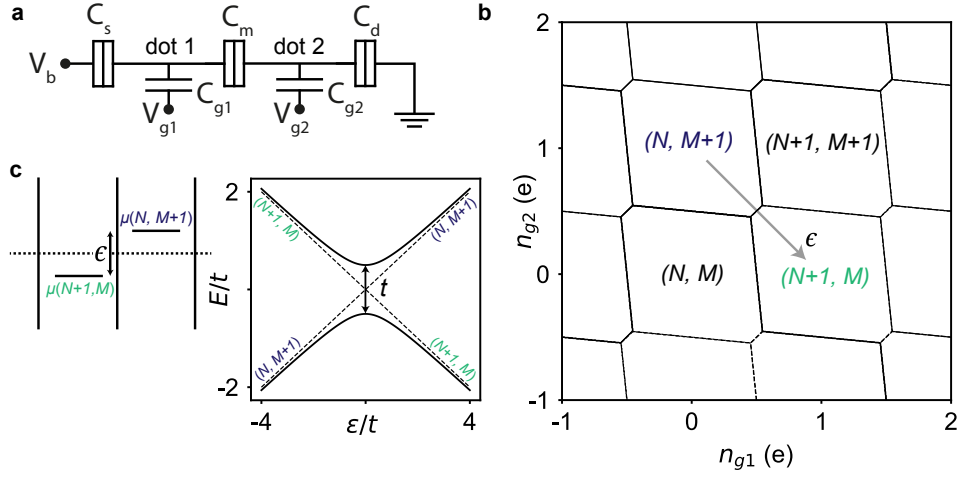 a
C_s
C_m
C_d
dot 1
dot 2
V_b
C_g1
C_g2
V_g1
V_g2
b
2
1
0
-1
n_g2 (e)
(N, M+1)
(N+1, M+1)
ϵ
(N, M)
(N+1, M)
-1
0
1
2
n_g1 (e)
c
μ(N, M+1)
ϵ
μ(N+1,M)
2
E/t
-2
(N+1, M)
(N, M+1)
t
(N, M+1)
(N+1, M)
-4
ε/t
4